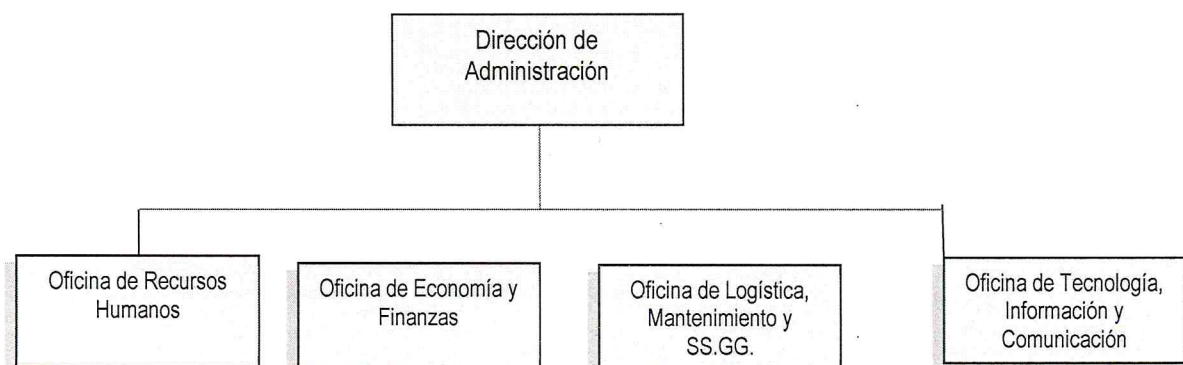 Dirección de
Administración
Oficina de Recursos
Humanos
Oficina de Economía y
Finanzas
Oficina de Logística,
Mantenimiento y
SS.GG.
Oficina de Tecnología,
Información y
Comunicación